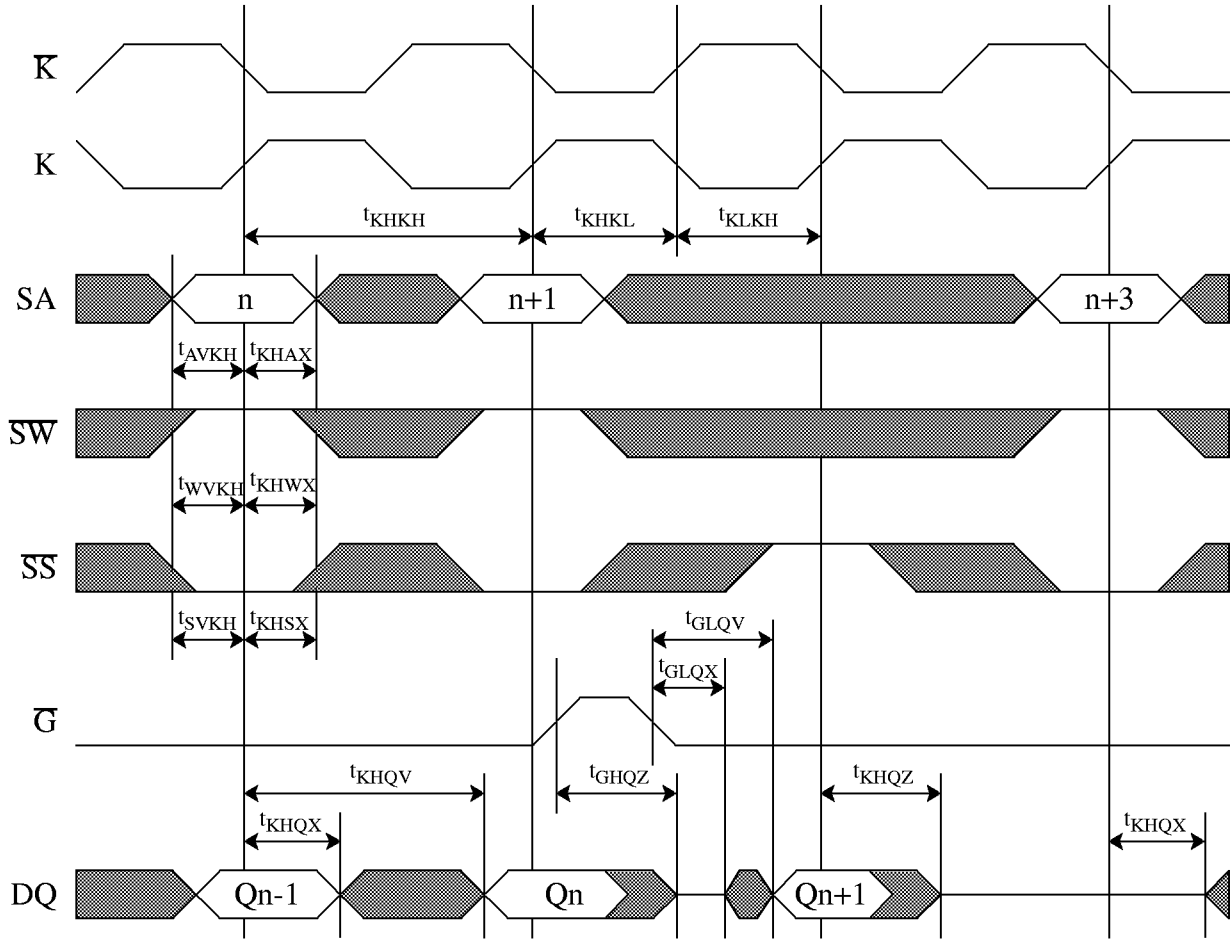 K̅
K
tKHKH tKHKL tKLKH
SA n n+1 n+3
tAVKH tKHAX
S̅W̅
tWVKH tKHWX
S̅S̅
tSVKH tKHSX tGLQV
tGLQX
G̅
tKHQV tGHQZ tKHQZ
tKHQX tKHQX
DQ Qn-1 Qn Qn+1